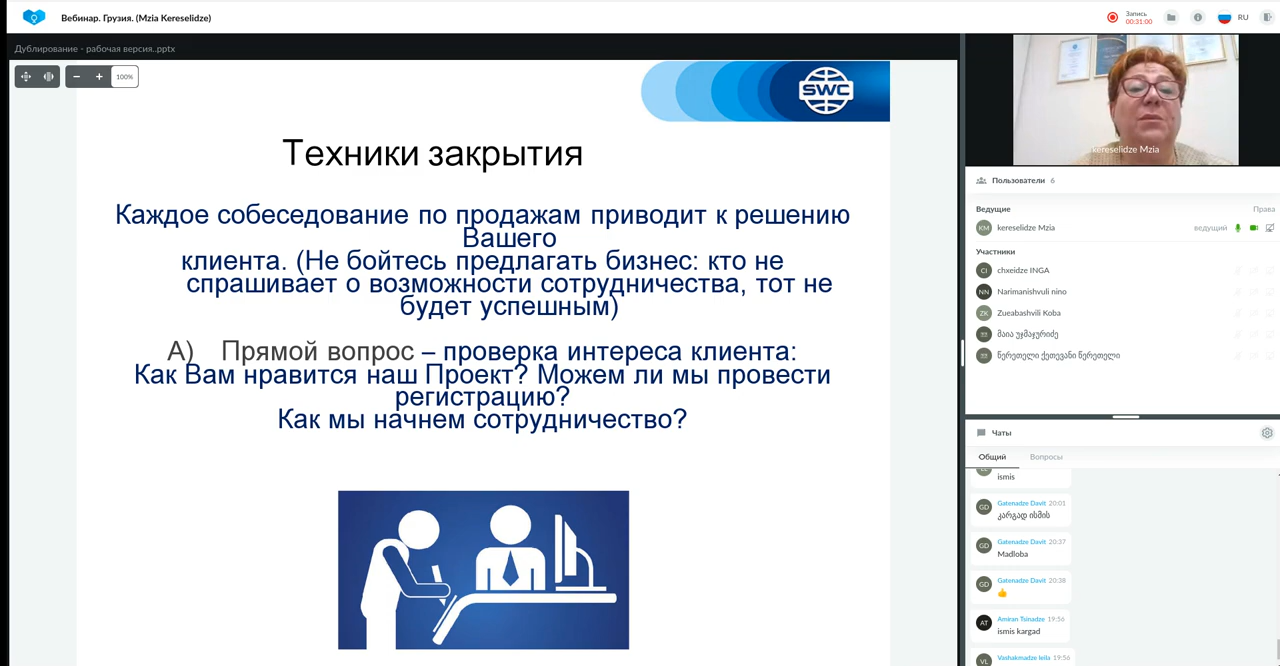 Вебинар. Грузия. (Mzia Kereselidze)
Запись
00:31:00
RU
Дублирование - рабочая версия..pptx
100%
SWC
Техники закрытия
Каждое собеседование по продажам приводит к решению
Вашего
клиента. (Не бойтесь предлагать бизнес: кто не
спрашивает о возможности сотрудничества, тот не
будет успешным)
А) Прямой вопрос – проверка интереса клиента:
Как Вам нравится наш Проект? Можем ли мы провести
регистрацию?
Как мы начнем сотрудничество?
kereselidze Mzia
Пользователи 6
Ведущие Права
KM kereselidze Mzia ведущий
Участники
CI chxeidze INGA
NN Narimanishvuli nino
ZK Zueabashvili Koba
მაია უჯმაჯურიძე
წერეთელი ქეთევანი წერეთელი
Чаты
Общий Вопросы
ismis
GD Gatenadze Davit 20:01
კარგად ისმის
GD Gatenadze Davit 20:37
Madloba
GD Gatenadze Davit 20:38
👍
AT Amiran Tsinadze 19:56
ismis kargad
VL Vashakmadze leila 19:56